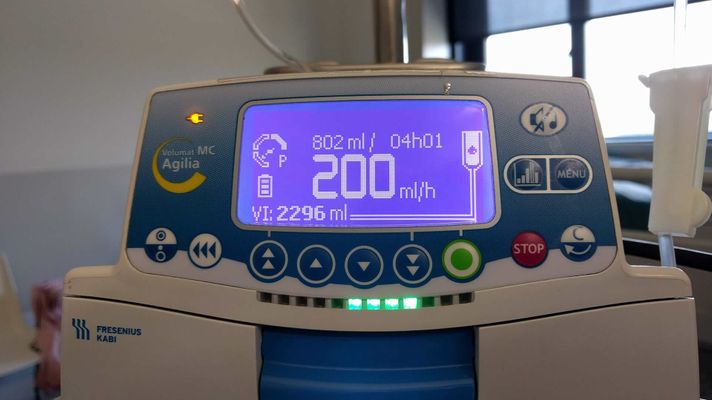 Volumat MC
Agilia
802 ml / 04h01
P
200 ml/h
VI: 2296 ml
MENU
STOP
C
FRESENIUS
KABI